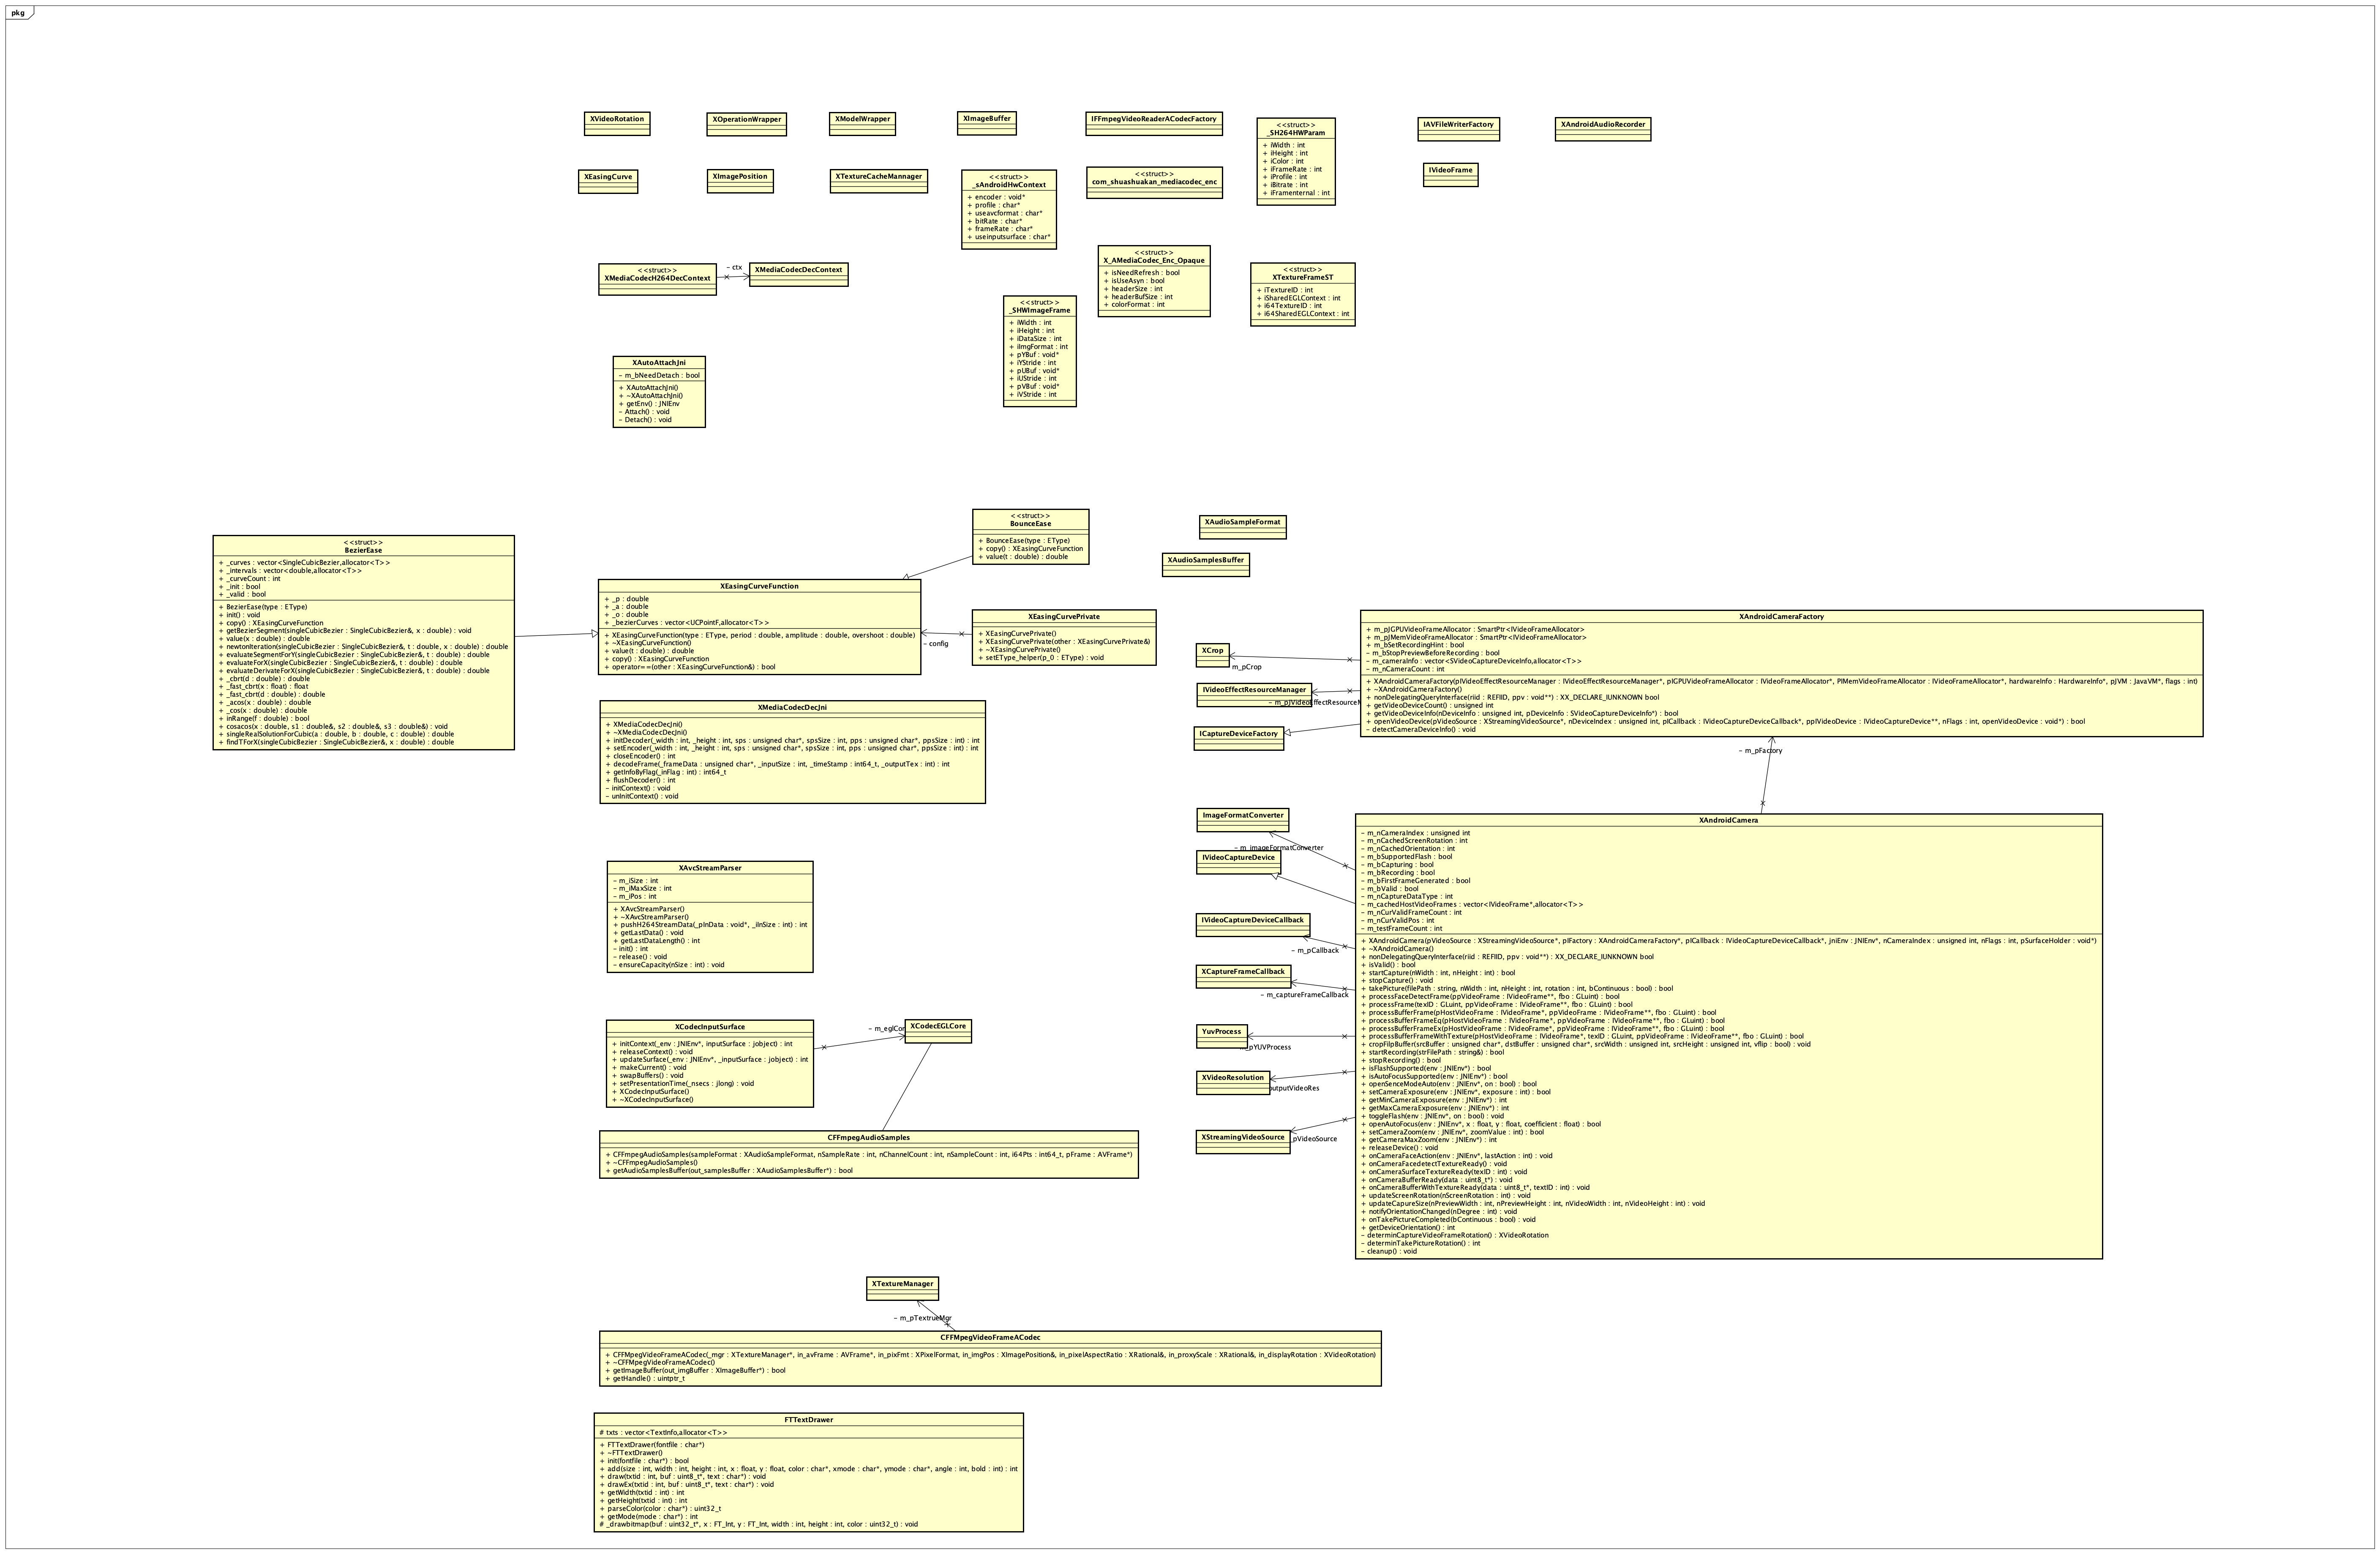 pkg
XVideoRotation
XOperationWrapper
XModelWrapper
XImageBuffer
IFFmpegVideoReaderACodecFactory
<<struct>>
_SH264HWParam
+ iWidth : int
+ iHeight : int
+ iColor : int
+ iFrameRate : int
+ iProfile : int
+ iBitrate : int
+ iFramenternal : int
IAVFileWriterFactory
XAndroidAudioRecorder
XEasingCurve
XImagePosition
XTextureCacheMannager
<<struct>>
_sAndroidHwContext
+ encoder : void*
+ profile : char*
+ useavcformat : char*
+ bitRate : char*
+ frameRate : char*
+ useinputsurface : char*
<<struct>>
com_shuashuakan_mediacodec_enc
IVideoFrame
<<struct>>
XMediaCodecH264DecContext
- ctx
XMediaCodecDecContext
<<struct>>
X_AMediaCodec_Enc_Opaque
+ isNeedRefresh : bool
+ isUseAsyn : bool
+ headerSize : int
+ headerBufSize : int
+ colorFormat : int
<<struct>>
XTextureFrameST
+ iTextureID : int
+ iSharedEGLContext : int
+ i64TextureID : int
+ i64SharedEGLContext : int
<<struct>>
_SHWImageFrame
+ iWidth : int
+ iHeight : int
+ iDataSize : int
+ iImgFormat : int
+ pYBuf : void*
+ iYStride : int
+ pUBuf : void*
+ iUStride : int
+ pVBuf : void*
+ iVStride : int
XAutoAttachJni
- m_bNeedDetach : bool
+ XAutoAttachJni()
+ ~XAutoAttachJni()
+ getEnv() : JNIEnv
- Attach() : void
- Detach() : void
<<struct>>
BezierEase
+ _curves : vector<SingleCubicBezier,allocator<T>>
+ _intervals : vector<double,allocator<T>>
+ _curveCount : int
+ _init : bool
+ _valid : bool
+ BezierEase(type : EType)
+ init() : void
+ copy() : XEasingCurveFunction
+ getBezierSegment(singleCubicBezier : SingleCubicBezier&, x : double) : void
+ value(x : double) : double
+ newtonIteration(singleCubicBezier : SingleCubicBezier&, t : double, x : double) : double
+ evaluateSegmentForY(singleCubicBezier : SingleCubicBezier&, t : double) : double
+ evaluateForX(singleCubicBezier : SingleCubicBezier&, t : double) : double
+ evaluateDerivateForX(singleCubicBezier : SingleCubicBezier&, t : double) : double
+ _cbrt(d : double) : double
+ _fast_cbrt(x : float) : float
+ _fast_cbrt(d : double) : double
+ _acos(x : double) : double
+ _cos(x : double) : double
+ inRange(f : double) : bool
+ cosacos(x : double, s1 : double&, s2 : double&, s3 : double&) : void
+ singleRealSolutionForCubic(a : double, b : double, c : double) : double
+ findTForX(singleCubicBezier : SingleCubicBezier&, x : double) : double
<<struct>>
BounceEase
+ BounceEase(type : EType)
+ copy() : XEasingCurveFunction
+ value(t : double) : double
XAudioSampleFormat
XAudioSamplesBuffer
XEasingCurveFunction
+ _p : double
+ _a : double
+ _o : double
+ _bezierCurves : vector<UCPointF,allocator<T>>
+ XEasingCurveFunction(type : EType, period : double, amplitude : double, overshoot : double)
+ ~XEasingCurveFunction()
+ value(t : double) : double
+ copy() : XEasingCurveFunction
+ operator==(other : XEasingCurveFunction&) : bool
- config
XEasingCurvePrivate
+ XEasingCurvePrivate()
+ XEasingCurvePrivate(other : XEasingCurvePrivate&)
+ ~XEasingCurvePrivate()
+ setEType_helper(p_0 : EType) : void
XAndroidCameraFactory
+ m_pJGPUVideoFrameAllocator : SmartPtr<IVideoFrameAllocator>
+ m_pJMemVideoFrameAllocator : SmartPtr<IVideoFrameAllocator>
+ m_bSetRecordingHint : bool
- m_bStopPreviewBeforeRecording : bool
- m_cameraInfo : vector<SVideoCaptureDeviceInfo,allocator<T>>
- m_nCameraCount : int
+ XAndroidCameraFactory(pIVideoEffectResourceManager : IVideoEffectResourceManager*, pIGPUVideoFrameAllocator : IVideoFrameAllocator*, PIMemVideoFrameAllocator : IVideoFrameAllocator*, hardwareInfo : HardwareInfo*, pJVM : JavaVM*, flags : int)
+ ~XAndroidCameraFactory()
+ nonDelegatingQueryInterface(riid : REFIID, ppv : void**) : XX_DECLARE_IUNKNOWN bool
+ getVideoDeviceCount() : unsigned int
+ getVideoDeviceInfo(nDeviceInfo : unsigned int, pDeviceInfo : SVideoCaptureDeviceInfo*) : bool
+ openVideoDevice(pVideoSource : XStreamingVideoSource*, nDeviceIndex : unsigned int, pICallback : IVideoCaptureDeviceCallback*, ppIVideoDevice : IVideoCaptureDevice**, nFlags : int, openVideoDevice : void*) : bool
- detectCameraDeviceInfo() : void
XCrop
m_pCrop
IVideoEffectResourceManager
ICaptureDeviceFactory
- m_pFactory
XMediaCodecDecJni
+ XMediaCodecDecJni()
+ ~XMediaCodecDecJni()
+ initDecoder(_width : int, _height : int, sps : unsigned char*, spsSize : int, pps : unsigned char*, ppsSize : int) : int
+ setEncoder(_width : int, _height : int, sps : unsigned char*, spsSize : int, pps : unsigned char*, ppsSize : int) : int
+ closeEncoder() : int
+ decodeFrame(_frameData : unsigned char*, _inputSize : int, _timeStamp : int64_t, _outputTex : int) : int
+ getInfoByFlag(_inFlag : int) : int64_t
+ flushDecoder() : int
- initContext() : void
- unInitContext() : void
ImageFormatConverter
- m_imageFormatConverter
IVideoCaptureDevice
IVideoCaptureDeviceCallback
- m_pCallback
XCaptureFrameCallback
- m_captureFrameCallback
YuvProcess
_pYUVProcess
XVideoResolution
outputVideoRes
XStreamingVideoSource
_pVideoSource
XAndroidCamera
- m_nCameraIndex : unsigned int
- m_nCachedScreenRotation : int
- m_nCachedOrientation : int
- m_bSupportedFlash : bool
- m_bCapturing : bool
- m_bRecording : bool
- m_bFirstFrameGenerated : bool
- m_bValid : bool
- m_nCaptureDataType : int
- m_cachedHostVideoFrames : vector<IVideoFrame*,allocator<T>>
- m_nCurValidFrameCount : int
- m_nCurValidPos : int
- m_testFrameCount : int
+ XAndroidCamera(pVideoSource : XStreamingVideoSource*, pIFactory : XAndroidCameraFactory*, pICallback : IVideoCaptureDeviceCallback*, jniEnv : JNIEnv*, nCameraIndex : unsigned int, nFlags : int, pSurfaceHolder : void*)
+ ~XAndroidCamera()
+ nonDelegatingQueryInterface(riid : REFIID, ppv : void**) : XX_DECLARE_IUNKNOWN bool
+ isValid() : bool
+ startCapture(nWidth : int, nHeight : int) : bool
+ stopCapture() : void
+ takePicture(filePath : string, nWidth : int, nHeight : int, rotation : int, bContinuous : bool) : bool
+ processFaceDetectFrame(ppVideoFrame : IVideoFrame**, fbo : GLuint) : bool
+ processFrame(texID : GLuint, ppVideoFrame : IVideoFrame**, fbo : GLuint) : bool
+ processBufferFrame(pHostVideoFrame : IVideoFrame*, ppVideoFrame : IVideoFrame**, fbo : GLuint) : bool
+ processBufferFrameEq(pHostVideoFrame : IVideoFrame*, ppVideoFrame : IVideoFrame**, fbo : GLuint) : bool
+ processBufferFrameEx(pHostVideoFrame : IVideoFrame*, ppVideoFrame : IVideoFrame**, fbo : GLuint) : bool
+ processBufferFrameWithTexture(pHostVideoFrame : IVideoFrame*, texID : GLuint, ppVideoFrame : IVideoFrame**, fbo : GLuint) : bool
+ cropFilpBuffer(srcBuffer : unsigned char*, dstBuffer : unsigned char*, srcWidth : unsigned int, srcHeight : unsigned int, vflip : bool) : void
+ startRecording(strFilePath : string&) : bool
+ stopRecording() : bool
+ isFlashSupported(env : JNIEnv*) : bool
+ isAutoFocusSupported(env : JNIEnv*) : bool
+ openSenceModeAuto(env : JNIEnv*, on : bool) : bool
+ setCameraExposure(env : JNIEnv*, exposure : int) : bool
+ getMinCameraExposure(env : JNIEnv*) : int
+ getMaxCameraExposure(env : JNIEnv*) : int
+ toggleFlash(env : JNIEnv*, on : bool) : void
+ openAutoFocus(env : JNIEnv*, x : float, y : float, coefficient : float) : bool
+ setCameraZoom(env : JNIEnv*, zoomValue : int) : bool
+ getCameraMaxZoom(env : JNIEnv*) : int
+ releaseDevice() : void
+ onCameraFaceAction(env : JNIEnv*, lastAction : int) : void
+ onCameraFacedetectTextureReady() : void
+ onCameraSurfaceTextureReady(texID : int) : void
+ onCameraBufferReady(data : uint8_t*) : void
+ onCameraBufferWithTextureReady(data : uint8_t*, textID : int) : void
+ updateScreenRotation(nScreenRotation : int) : void
+ updateCapureSize(nPreviewWidth : int, nPreviewHeight : int, nVideoWidth : int, nVideoHeight : int) : void
+ notifyOrientationChanged(nDegree : int) : void
+ onTakePictureCompleted(bContinuous : bool) : void
+ getDeviceOrientation() : int
- determinCaptureVideoFrameRotation() : XVideoRotation
- determinTakePictureRotation() : int
- cleanup() : void
XAvcStreamParser
- m_iSize : int
- m_iMaxSize : int
- m_iPos : int
+ XAvcStreamParser()
+ ~XAvcStreamParser()
+ pushH264StreamData(_pInData : void*, _iInSize : int) : int
+ getLastData() : void
+ getLastDataLength() : int
- init() : int
- release() : void
- ensureCapacity(nSize : int) : void
XCodecInputSurface
+ initContext(_env : JNIEnv*, inputSurface : jobject) : int
+ releaseContext() : void
+ updateSurface(_env : JNIEnv*, _inputSurface : jobject) : int
+ makeCurrent() : void
+ swapBuffers() : void
+ setPresentationTime(_nsecs : jlong) : void
+ XCodecInputSurface()
+ ~XCodecInputSurface()
- m_eglCor
XCodecEGLCore
CFFmpegAudioSamples
+ CFFmpegAudioSamples(sampleFormat : XAudioSampleFormat, nSampleRate : int, nChannelCount : int, nSampleCount : int, i64Pts : int64_t, pFrame : AVFrame*)
+ ~CFFmpegAudioSamples()
+ getAudioSamplesBuffer(out_samplesBuffer : XAudioSamplesBuffer*) : bool
XTextureManager
- m_pTextrueMgr
CFFMpegVideoFrameACodec
+ CFFMpegVideoFrameACodec(_mgr : XTextureManager*, in_avFrame : AVFrame*, in_pixFmt : XPixelFormat, in_imgPos : XImagePosition&, in_pixelAspectRatio : XRational&, in_proxyScale : XRational&, in_displayRotation : XVideoRotation)
+ ~CFFMpegVideoFrameACodec()
+ getImageBuffer(out_imgBuffer : XImageBuffer*) : bool
+ getHandle() : uintptr_t
FTTextDrawer
# txts : vector<TextInfo,allocator<T>>
+ FTTextDrawer(fontfile : char*)
+ ~FTTextDrawer()
+ init(fontfile : char*) : bool
+ add(size : int, width : int, height : int, x : float, y : float, color : char*, xmode : char*, ymode : char*, angle : int, bold : int) : int
+ draw(txtid : int, buf : uint8_t*, text : char*) : void
+ drawEx(txtid : int, buf : uint8_t*, text : char*) : void
+ getWidth(txtid : int) : int
+ getHeight(txtid : int) : int
+ parseColor(color : char*) : uint32_t
+ getMode(mode : char*) : int
# _drawbitmap(buf : uint32_t*, x : FT_Int, y : FT_Int, width : int, height : int, color : uint32_t) : void